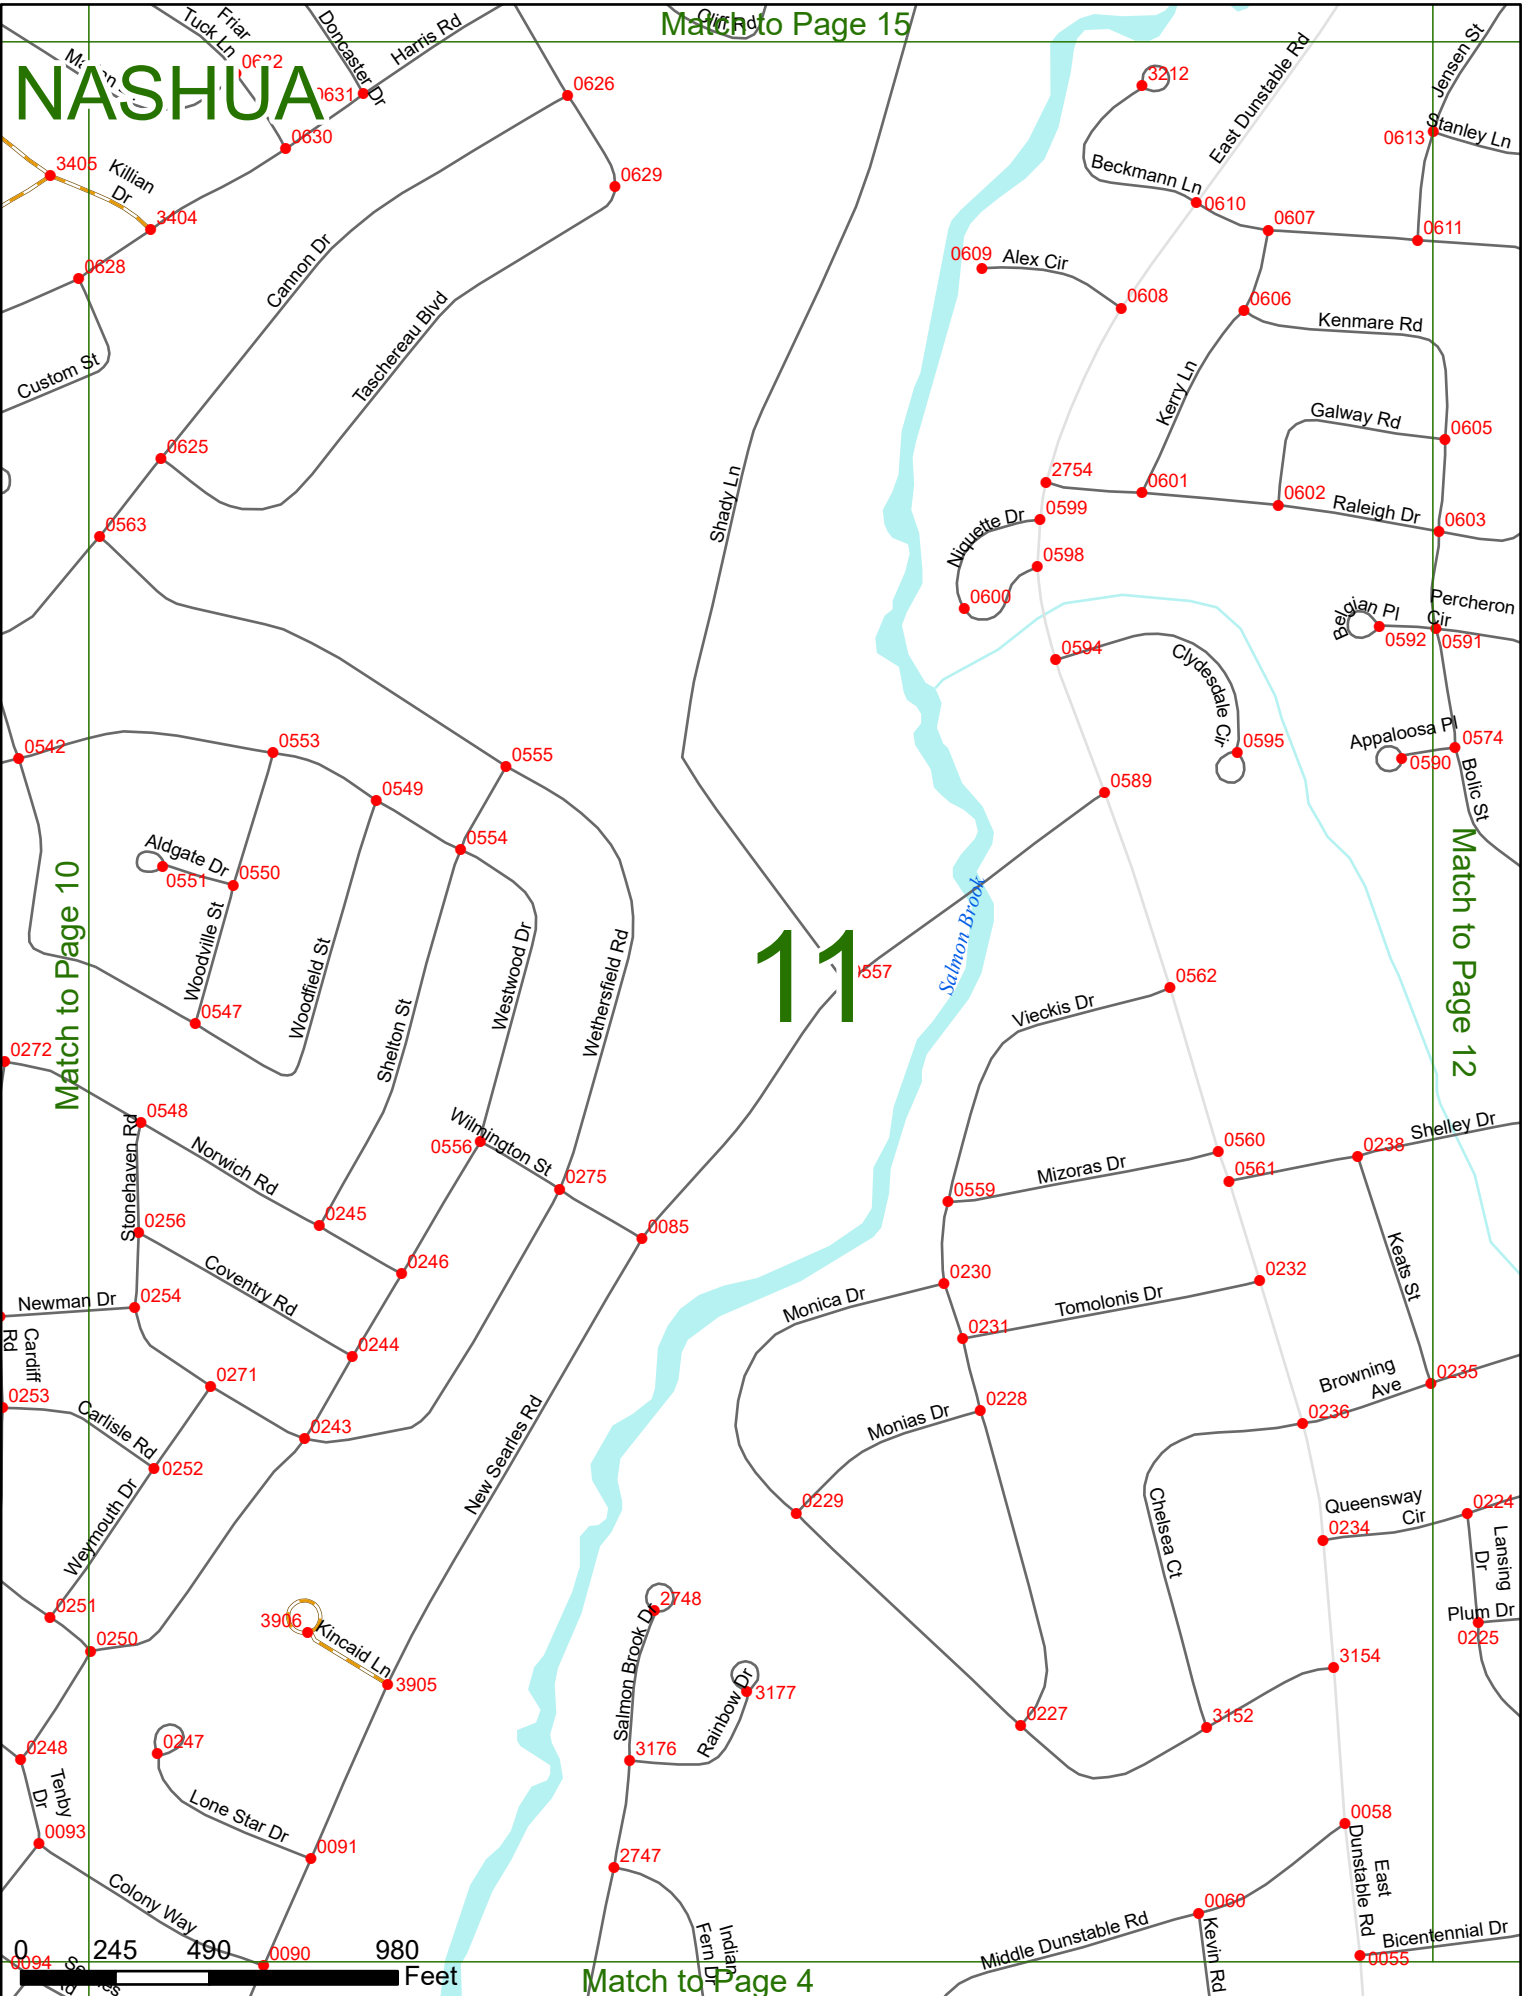 Match to Page 15
Cliff Rd
NASHUA
Friar
Tuck Ln
Doncaster Dr
Harris Rd
0622
0631
0630
0626
0629
3405
Killian
Dr
3404
0628
Custom St
Cannon Dr
Taschereau Blvd
0625
0563
Shady Ln
3212
East Dunstable Rd
Jensen St
Stanley Ln
0613
Beckmann Ln
0610
0607
0611
0609
Alex Cir
0608
0606
Kenmare Rd
Kerry Ln
Galway Rd
0605
2754
0601
0602
Raleigh Dr
0603
Niquette Dr
0599
0598
0600
0594
Clydesdale Cir
0595
Belgian Pl
0592
Percheron
Cir
0591
Appaloosa Pl
0590
0574
Bolic St
0589
0542
0553
0555
0549
0554
Aldgate Dr
0551
0550
Woodville St
Woodfield St
0547
Shelton St
Westwood Dr
Wethersfield Rd
Match to Page 10
11
0557
Salmon Brook
Match to Page 12
Vieckis Dr
0562
0272
0548
Stonehaven Rd
Norwich Rd
0556
Wilmington St
0275
0085
0245
0246
0256
Coventry Rd
0254
Newman Dr
Cardiff
Rd
0244
0271
0253
Carlisle Rd
0252
0243
Weymouth Dr
New Searles Rd
0251
0250
0560
0561
0238
Shelley Dr
Mizoras Dr
0559
Keats St
0230
0232
Monica Dr
Tomolonis Dr
0231
0228
Monias Dr
0229
Browning
Ave
0235
0236
Chelsea Ct
Queensway
Cir
0224
0234
Lansing
Dr
Plum Dr
0225
3906
Kincaid Ln
3905
2748
Salmon Brook Dr
3177
Rainbow Dr
3176
0227
3152
3154
0247
0248
Tenby
Dr
Lone Star Dr
0093
0091
Colony Way
2747
0058
East
Dunstable Rd
0060
Middle Dunstable Rd
Kevin Rd
Bicentennial Dr
0055
Indian
Fern Dr
0094
0090
0 245 490 980
Feet
Match to Page 4